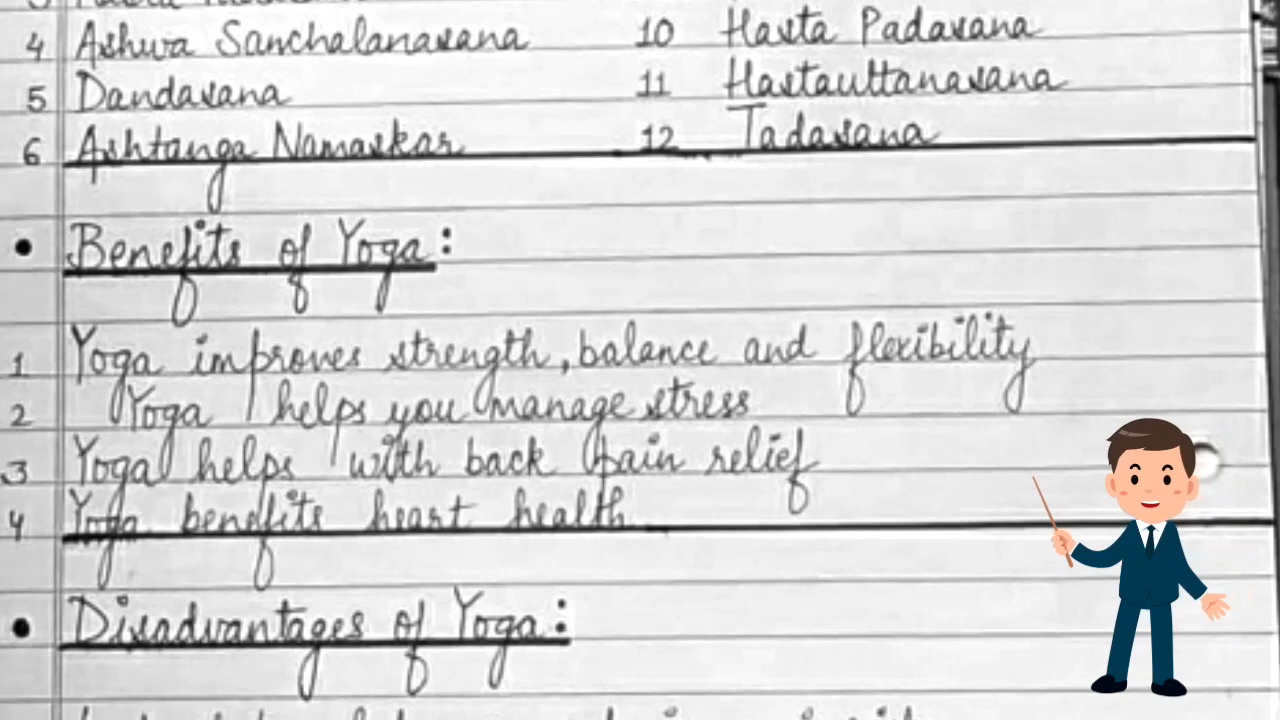 4 Ashwa Sanchalanasana 10 Hasta Padasana
5 Dandasana 11 Hastauttanasana
6 Ashtanga Namaskar 12 Tadasana
• Benefits of Yoga:
1 Yoga improves strength, balance and flexibility
2 Yoga helps you manage stress
3 Yoga helps with back pain relief
4 Yoga benefits heart health
• Disadvantages of Yoga: